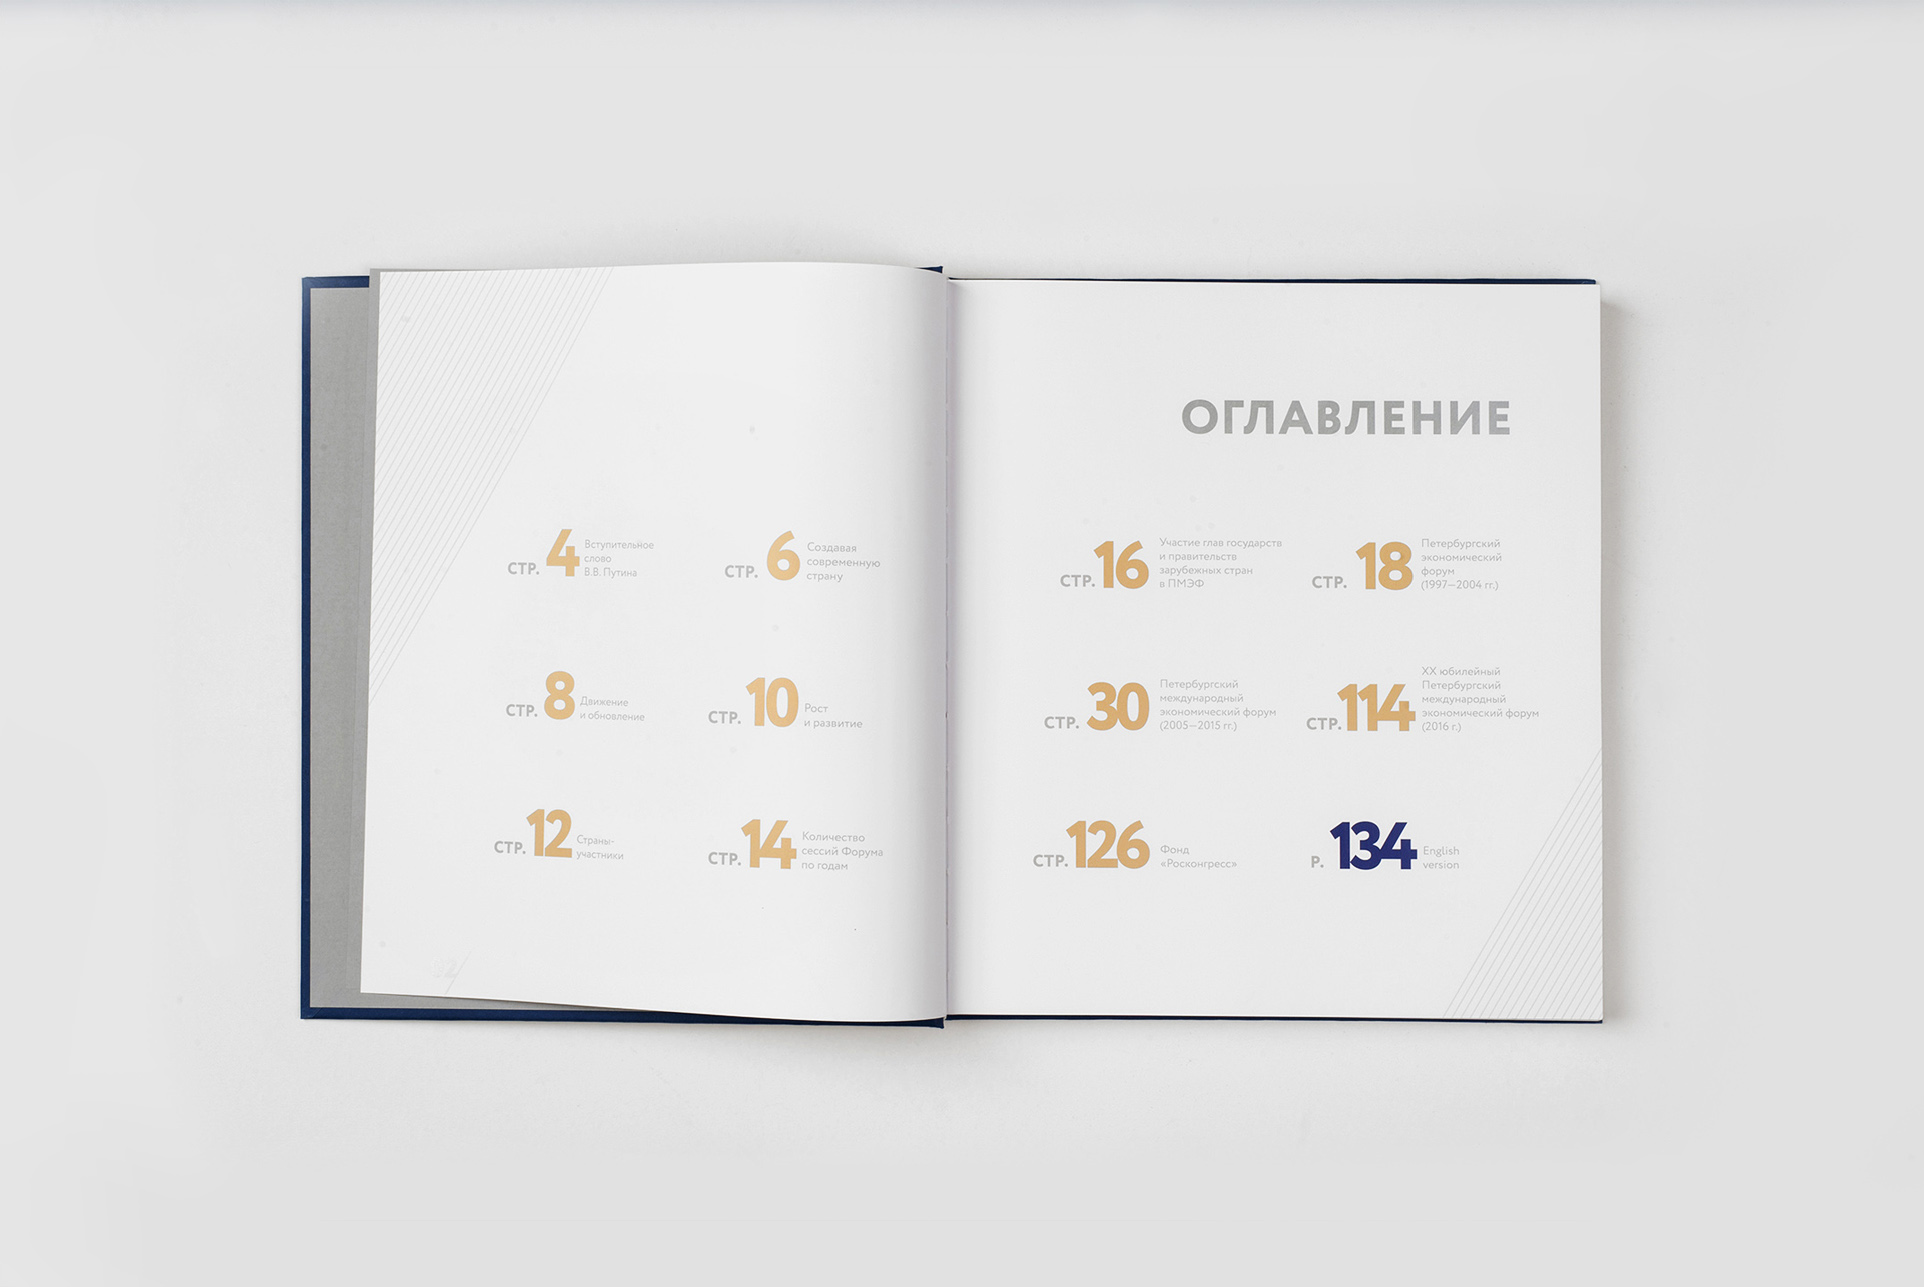 СТР. 4 Вступительное
слово
В.В. Путина
СТР. 6 Создавая
современную
страну
СТР. 8 Движение
и обновление
СТР. 10 Рост
и развитие
СТР. 12 Страны-
участники
СТР. 14 Количество
сессий Форума
по годам
ОГЛАВЛЕНИЕ
СТР. 16 Участие глав государств
и правительств
зарубежных стран
в ПМЭФ
СТР. 18 Петербургский
экономический
форум
(1997—2004 гг.)
СТР. 30 Петербургский
международный
экономический форум
(2005—2015 гг.)
СТР. 114 XX юбилейный
Петербургский
международный
экономический форум
(2016 г.)
СТР. 126 Фонд
«Росконгресс»
P. 134 English
version